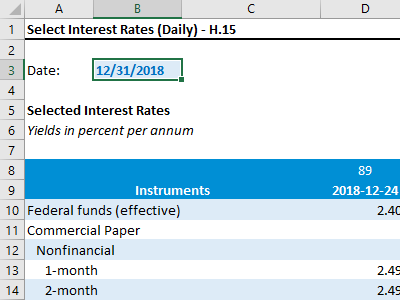 A B C D
1 Select Interest Rates (Daily) - H.15
2
3 Date: 12/31/2018
4
5 Selected Interest Rates
6 Yields in percent per annum
7
8 89
9 Instruments 2018-12-24
10 Federal funds (effective) 2.40
11 Commercial Paper
12 Nonfinancial
13 1-month 2.49
14 2-month 2.49